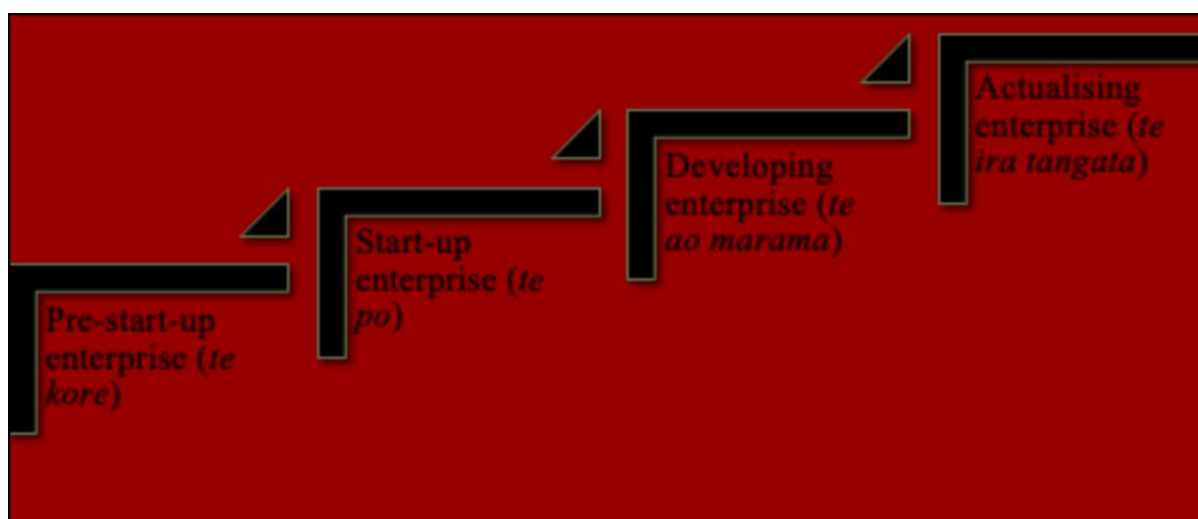 Pre-start-up
enterprise (te
kore)
Start-up
enterprise (te
po)
Developing
enterprise (te
ao marama)
Actualising
enterprise (te
ira tangata)